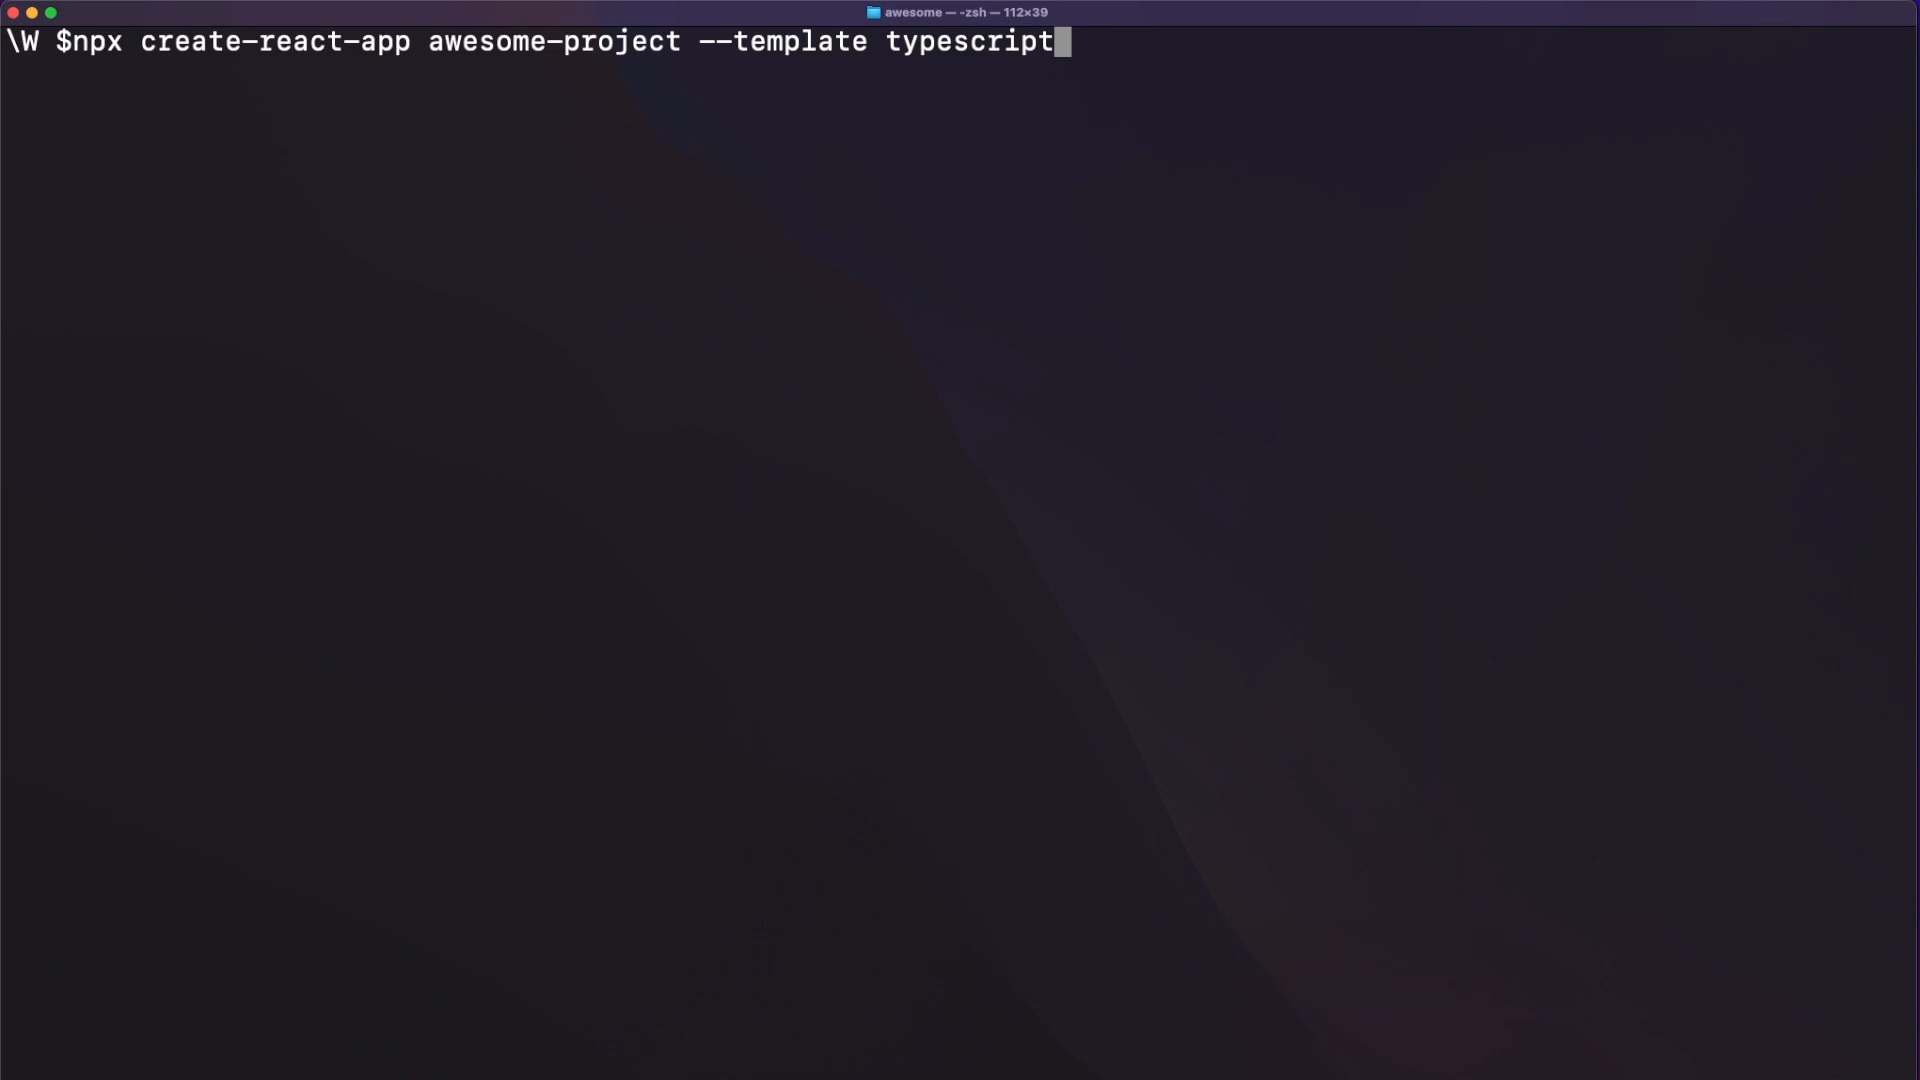 awesome — -zsh — 112×39
\W $npx create-react-app awesome-project --template typescript